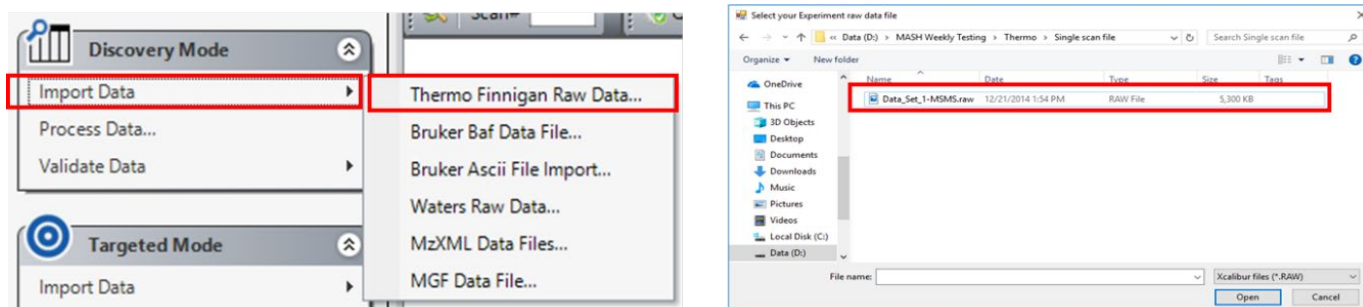 Discovery Mode
Import Data
Process Data...
Validate Data
Targeted Mode
Import Data
Scan#
Thermo Finnigan Raw Data...
Bruker Baf Data File...
Bruker Ascii File Import...
Waters Raw Data...
MzXML Data Files...
MGF Data File...
Select your Experiment raw data file
« Data (D:) > MASH Weekly Testing > Thermo > Single scan file
Search Single scan file
Organize
New folder
Name Date Type Size Tags
Data_Set_1-MSMS.raw 12/21/2014 1:54 PM RAW File 5,300 KB
OneDrive
This PC
3D Objects
Desktop
Documents
Downloads
Music
Pictures
Videos
Local Disk (C:)
Data (D:)
File name:
Xcalibur files (*.RAW)
Open Cancel